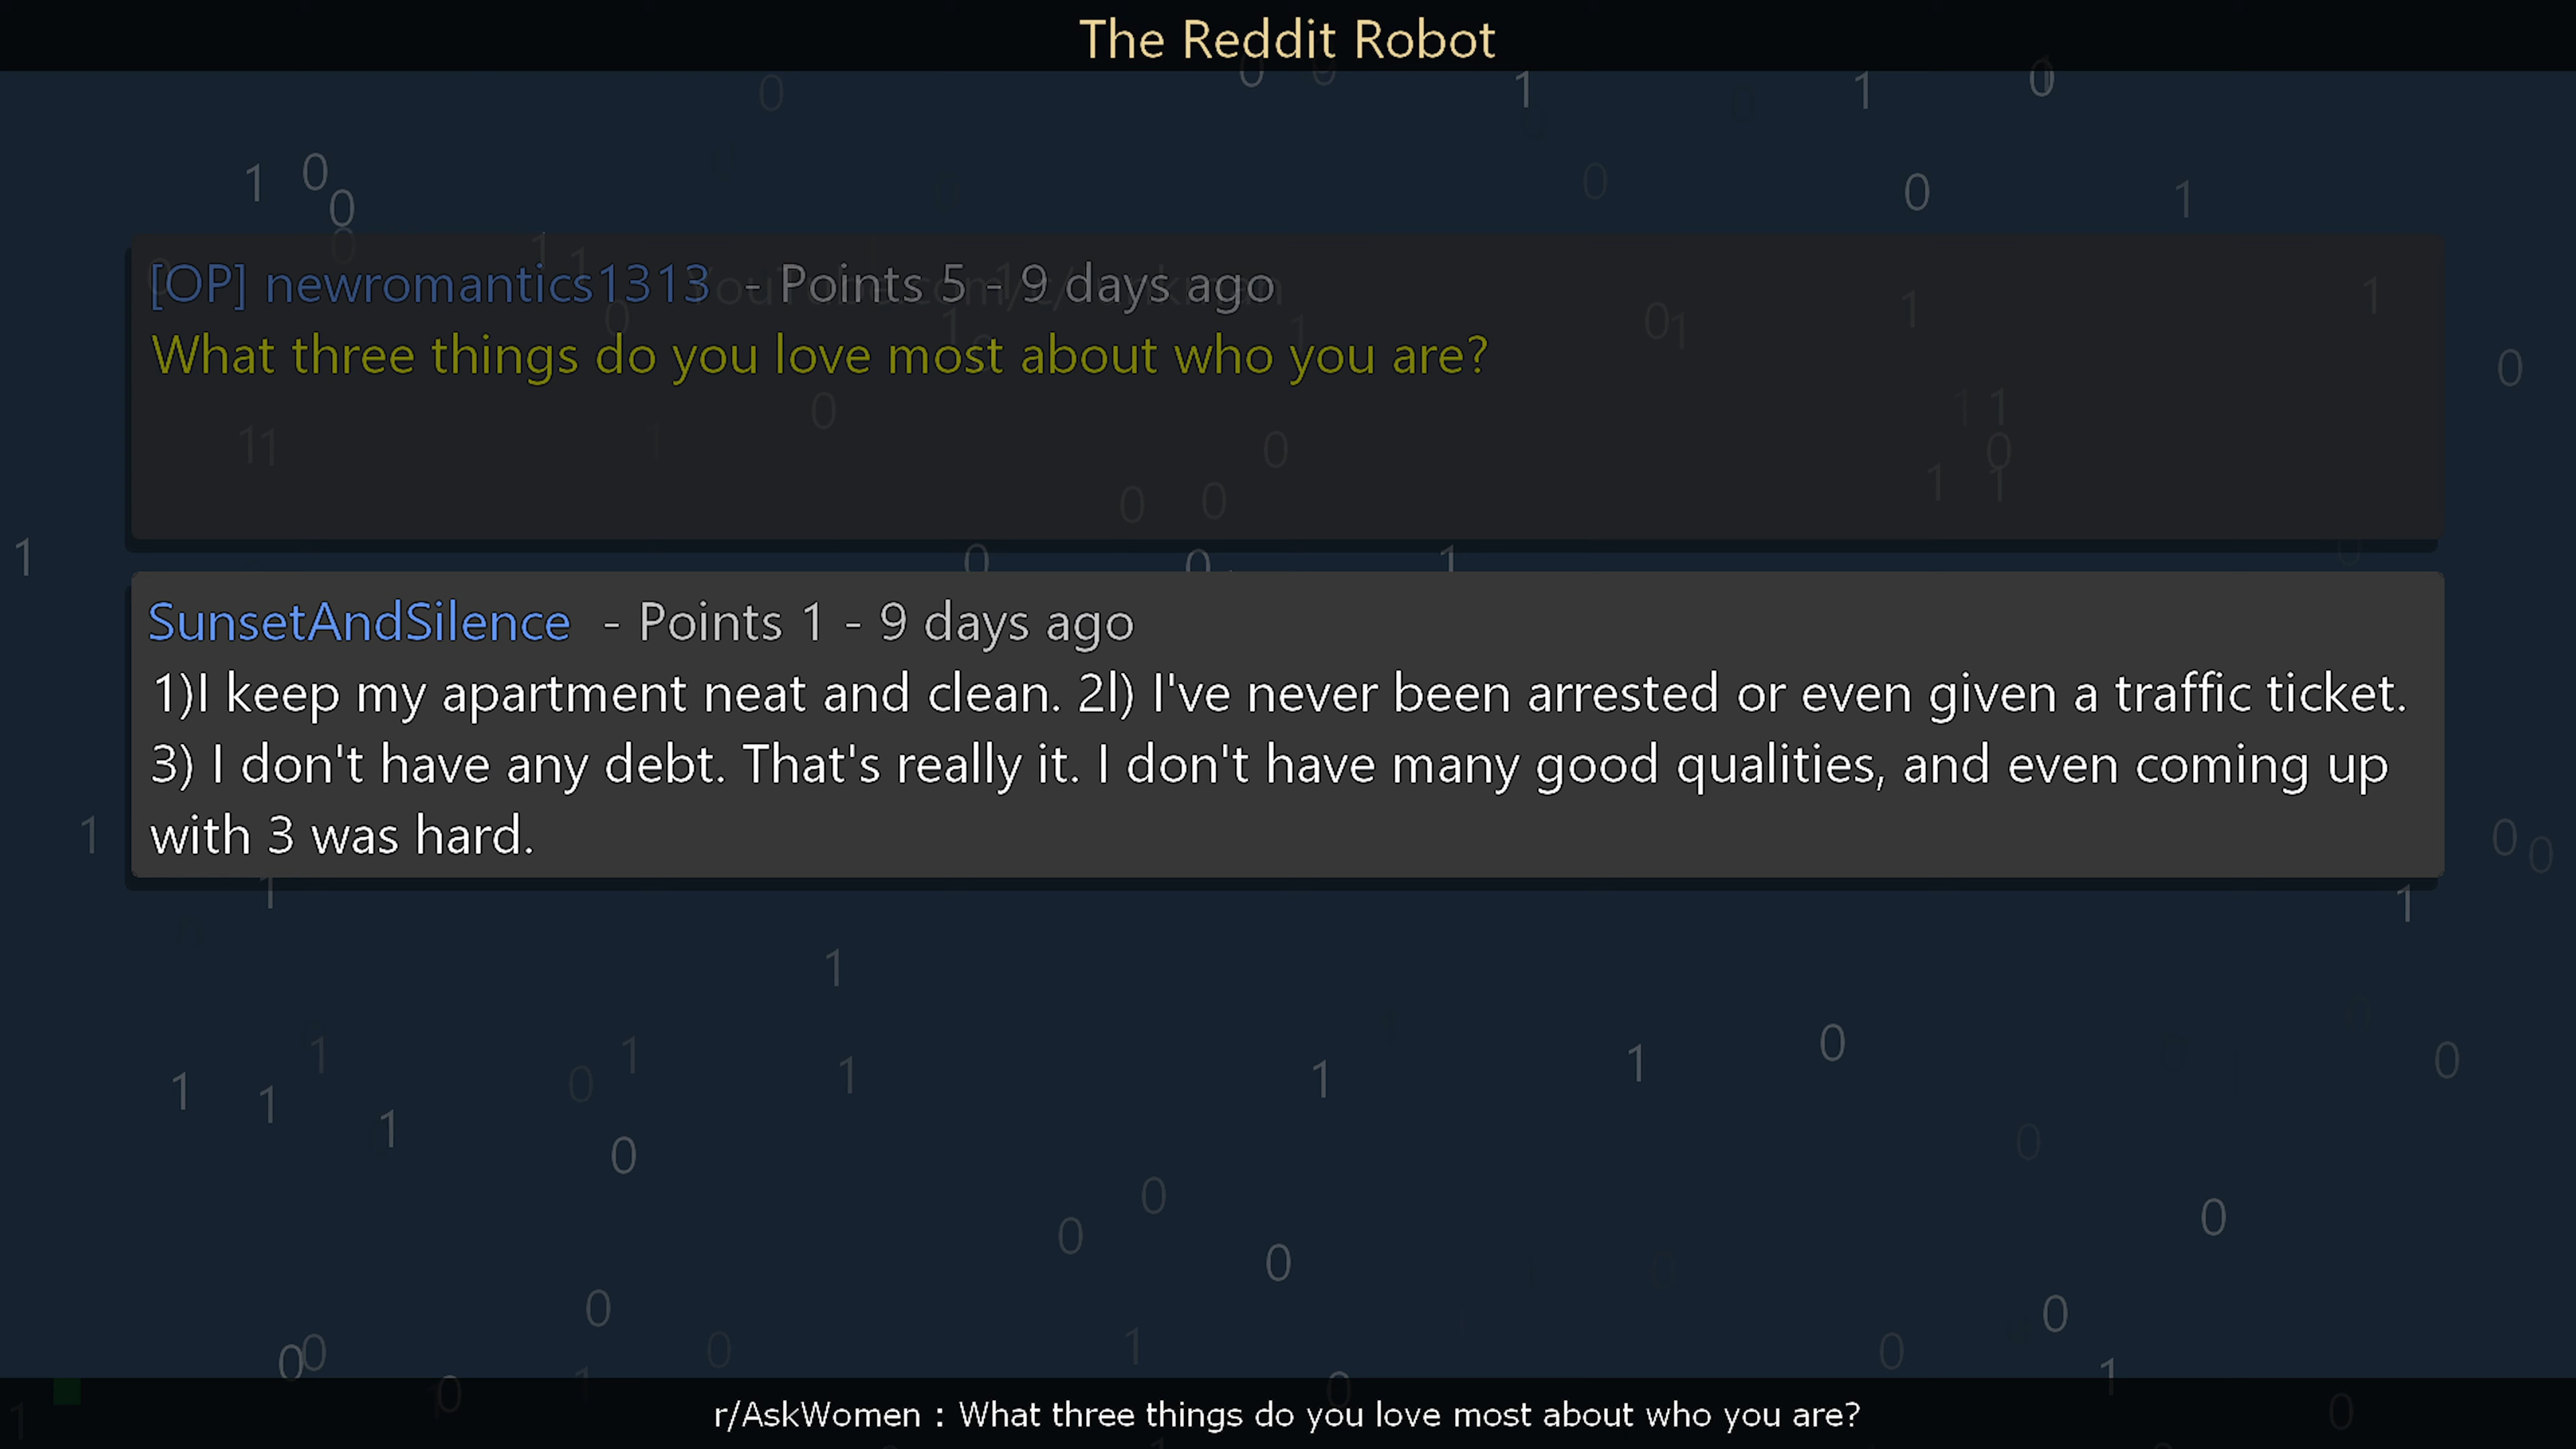 The Reddit Robot
[OP] newromantics1313 - Points 5 - 9 days ago
What three things do you love most about who you are?
SunsetAndSilence - Points 1 - 9 days ago
1)I keep my apartment neat and clean. 2l) I've never been arrested or even given a traffic ticket.
3) I don't have any debt. That's really it. I don't have many good qualities, and even coming up
with 3 was hard.
r/AskWomen : What three things do you love most about who you are?